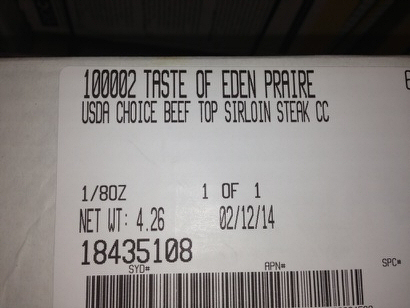 100002 TASTE OF EDEN PRAIRE
USDA CHOICE BEEF TOP SIRLOIN STEAK CC
1/8OZ 1 OF 1
NET WT: 4.26 02/12/14
18435108
SYD# APN# SPC#